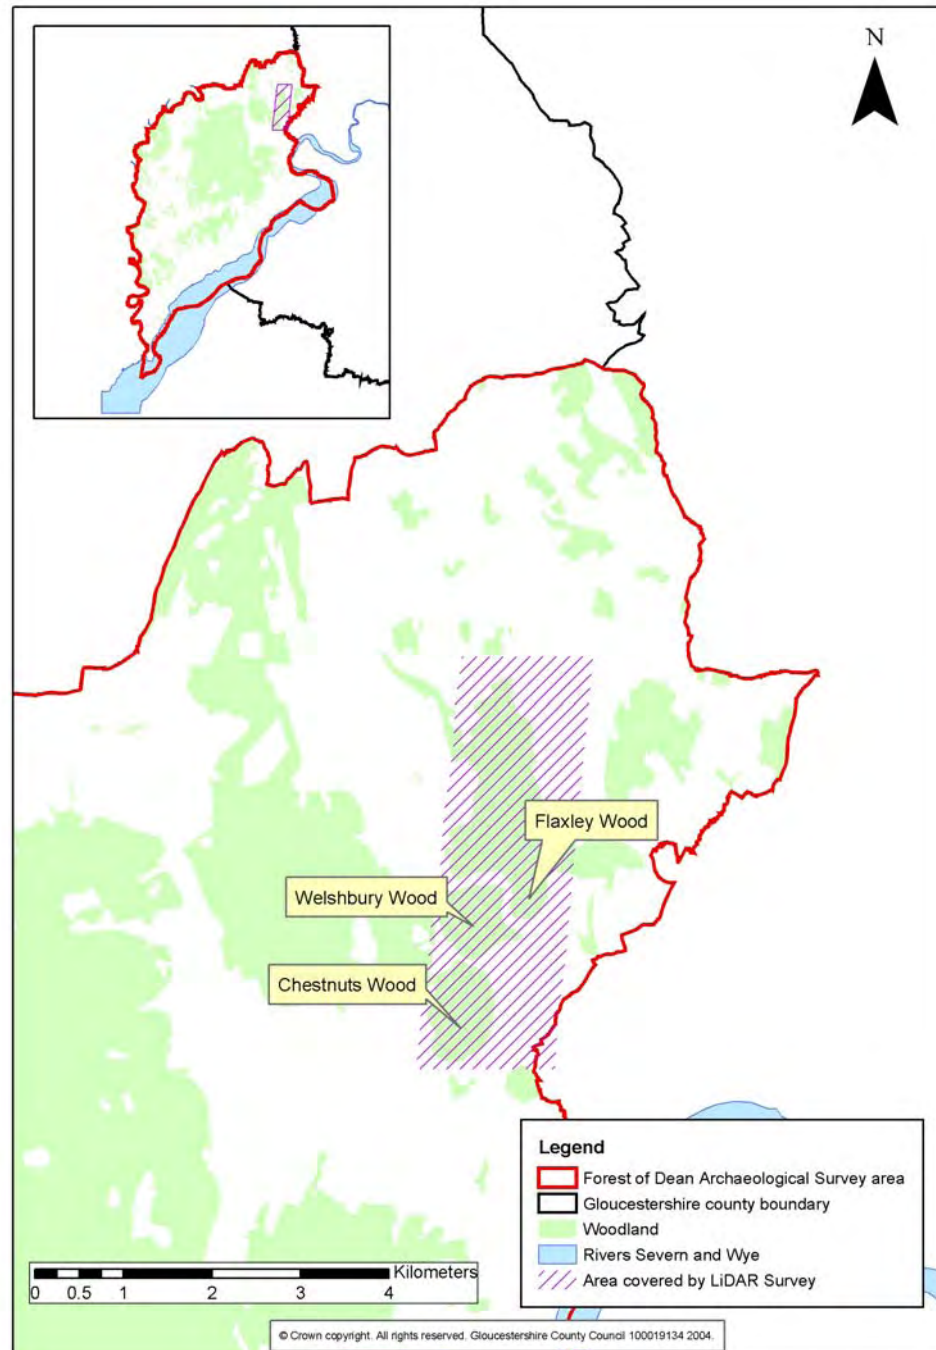 N
Flaxley Wood
Welshbury Wood
Chestnuts Wood
Legend
Forest of Dean Archaeological Survey area
Gloucestershire county boundary
Woodland
Rivers Severn and Wye
Area covered by LiDAR Survey
Kilometers
0 0.5 1 2 3 4
© Crown copyright. All rights reserved. Gloucestershire County Council 100019134 2004.